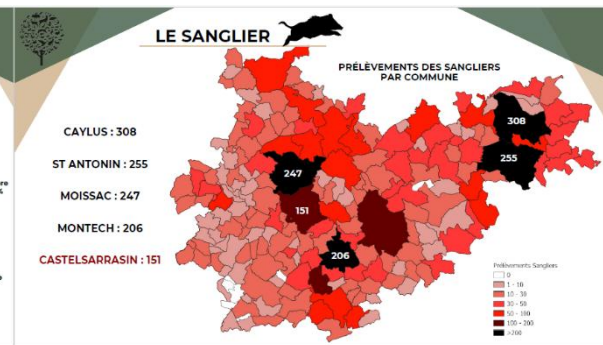 LE SANGLIER
PRÉLÈVEMENTS DES SANGLIERS
PAR COMMUNE
CAYLUS : 308
ST ANTONIN : 255
MOISSAC : 247
MONTECH : 206
CASTELSARRASIN : 151
308
255
247
151
206
Prélèvements Sangliers
0
1 - 10
10 - 30
30 - 50
50 - 100
100 - 200
>200